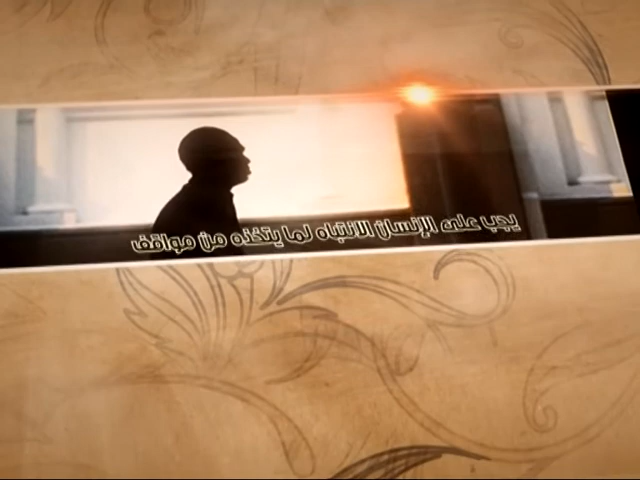 يجب على الإنسان الانتباه لما يتخذه من مواقف